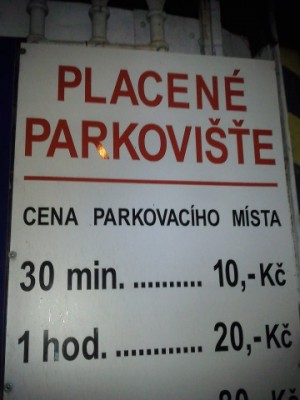 PLACENÉ
PARKOVIŠTE
CENA PARKOVACÍHO MÍSTA
30 min. .......... 10,-Kč
1 hod. ............ 20,-Kč